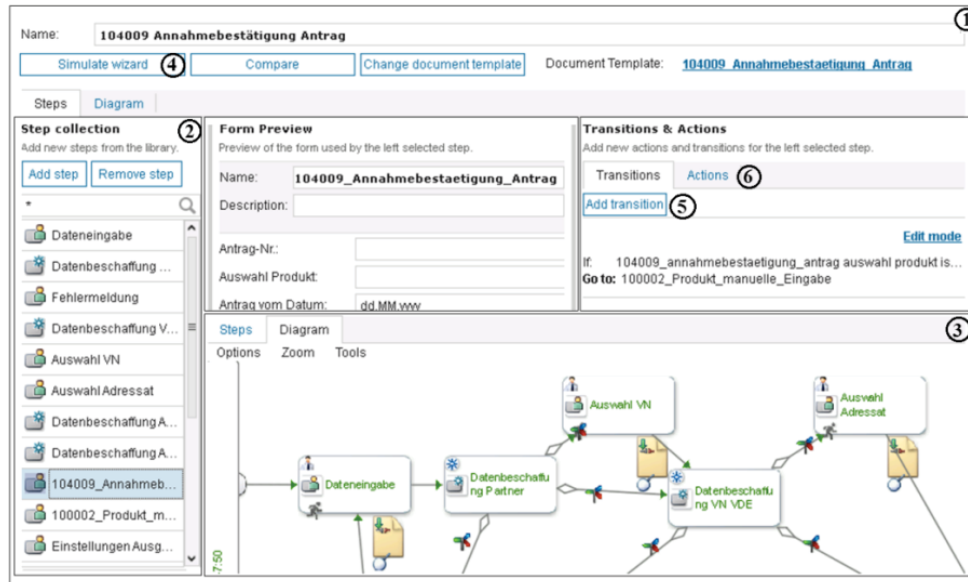 ①
Name: 104009 Annahmebestätigung Antrag
Simulate wizard ④ Compare Change document template Document Template: 104009_Annahmebestaetigung_Antrag
Steps Diagram
Step collection ②
Add new steps from the library.
Add step Remove step
*
Dateneingabe
Datenbeschaffung ...
Fehlermeldung
Datenbeschaffung V...
Auswahl VN
Auswahl Adressat
Datenbeschaffung A...
Datenbeschaffung A...
104009_Annahmeb...
100002_Produkt_m...
Einstellungen Ausg...
Form Preview
Preview of the form used by the left selected step.
Name: 104009_Annahmebestaetigung_Antrag
Description:
Antrag-Nr.:
Auswahl Produkt:
Antrag vom Datum: dd.MM.yyyy
Transitions & Actions
Add new actions and transitions for the left selected step.
Transitions Actions ⑥
Add transition ⑤
Edit mode
If: 104009_annahmebestaetigung_antrag auswahl produkt is...
Go to: 100002_Produkt_manuelle_Eingabe
Steps Diagram ③
Options Zoom Tools
Auswahl VN
Auswahl
Adressat
Dateneingabe
Datenbeschaffu
ng Partner
Datenbeschaffu
ng VN VDE